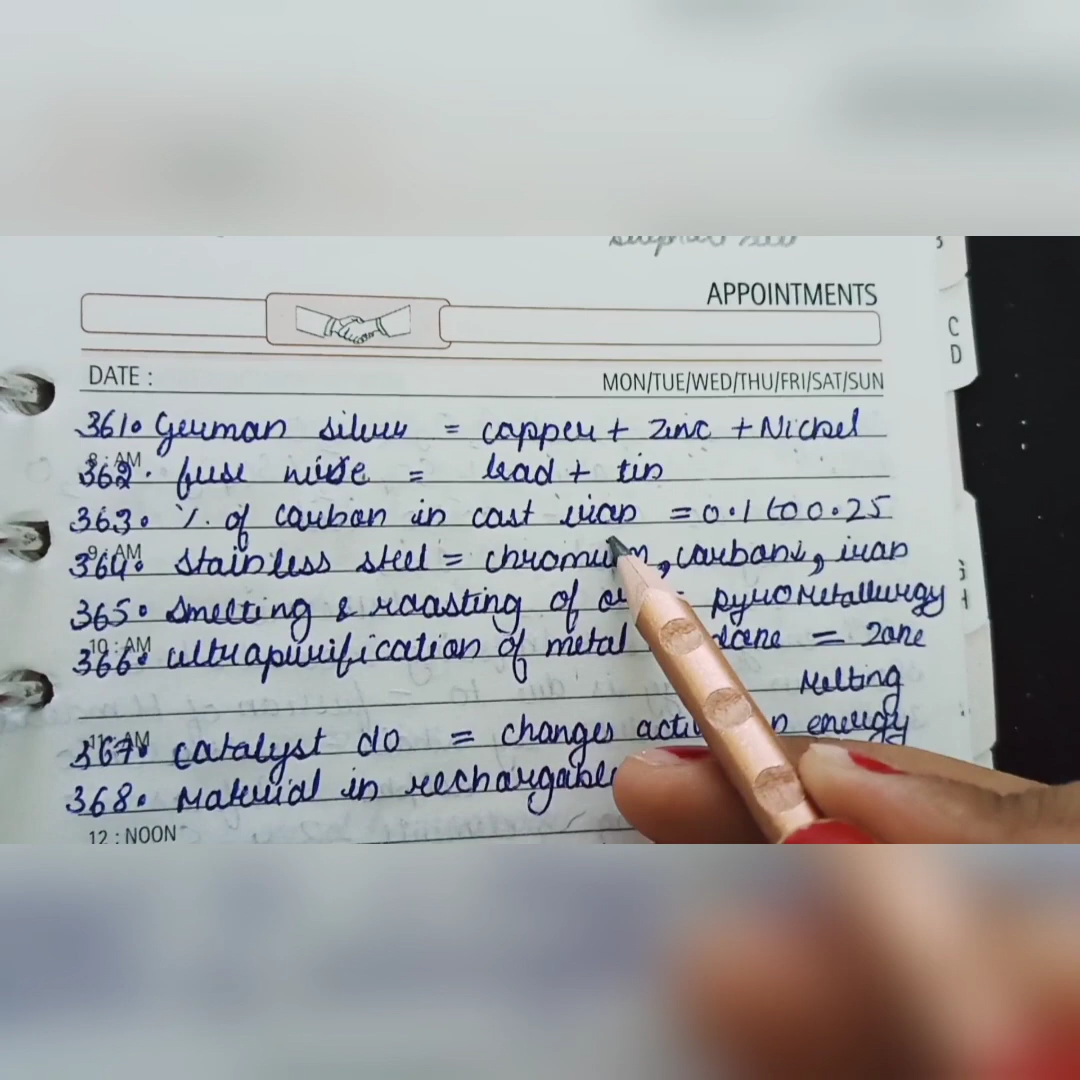 APPOINTMENTS
C
D
DATE :
MON/TUE/WED/THU/FRI/SAT/SUN
361. German silver = copper + zinc + Nickel
8 : AM
362. fuse wire = lead + tin
363. % of carbon in cast iron = 0.1 to 0.25
9 : AM
364. stainless steel = chromium, carbon, iron
365. smelting & roasting of pyrometallurgy
10 : AM
366. ultrapurification of metal done = zone
Melting
11 : AM
367. catalyst do = changes energy
368. Material in rechargable
12 : NOON